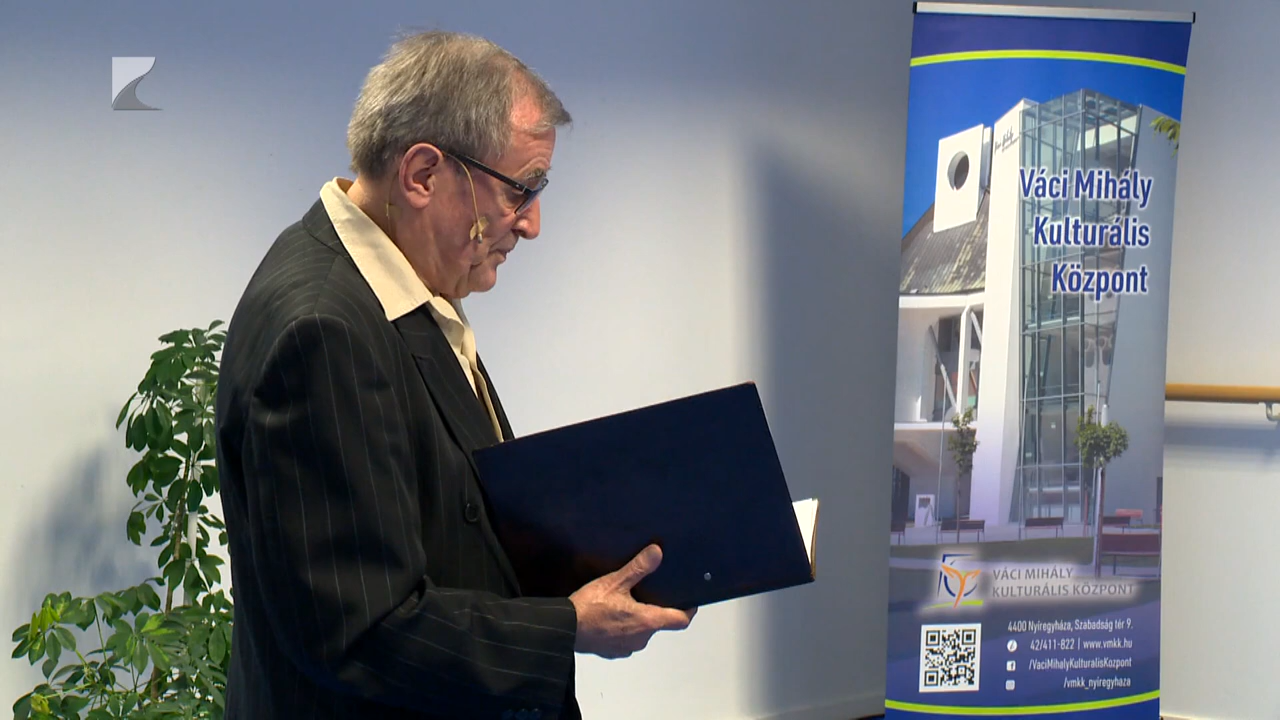 Váci Mihály
Kulturális
Központ
VÁCI MIHÁLY
KULTURÁLIS KÖZPONT
4400 Nyíregyháza, Szabadság tér 9.
42/411-822 | www.vmkk.hu
/VaciMihalyKulturalisKozpont
/vmkk_nyiregyhaza